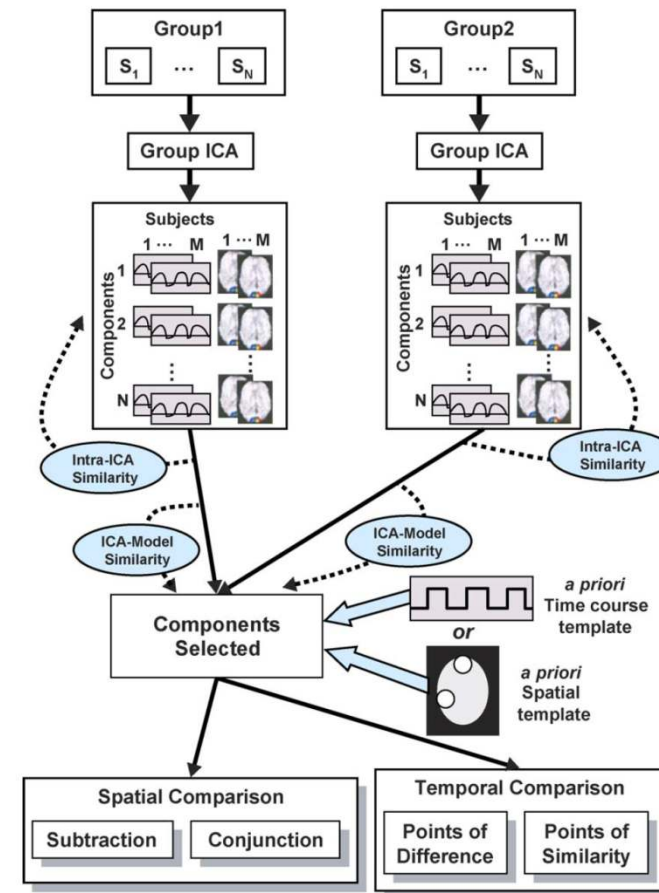 Group1
S1 ... SN
Group2
S1 ... SN
Group ICA
Group ICA
Subjects
1 ... M 1 ... M
Components
1
2
N
Subjects
1 ... M 1 ... M
Components
1
2
N
Intra-ICA
Similarity
Intra-ICA
Similarity
ICA-Model
Similarity
ICA-Model
Similarity
Components
Selected
a priori
Time course
template
or
a priori
Spatial
template
Spatial Comparison
Subtraction
Conjunction
Temporal Comparison
Points of
Difference
Points of
Similarity